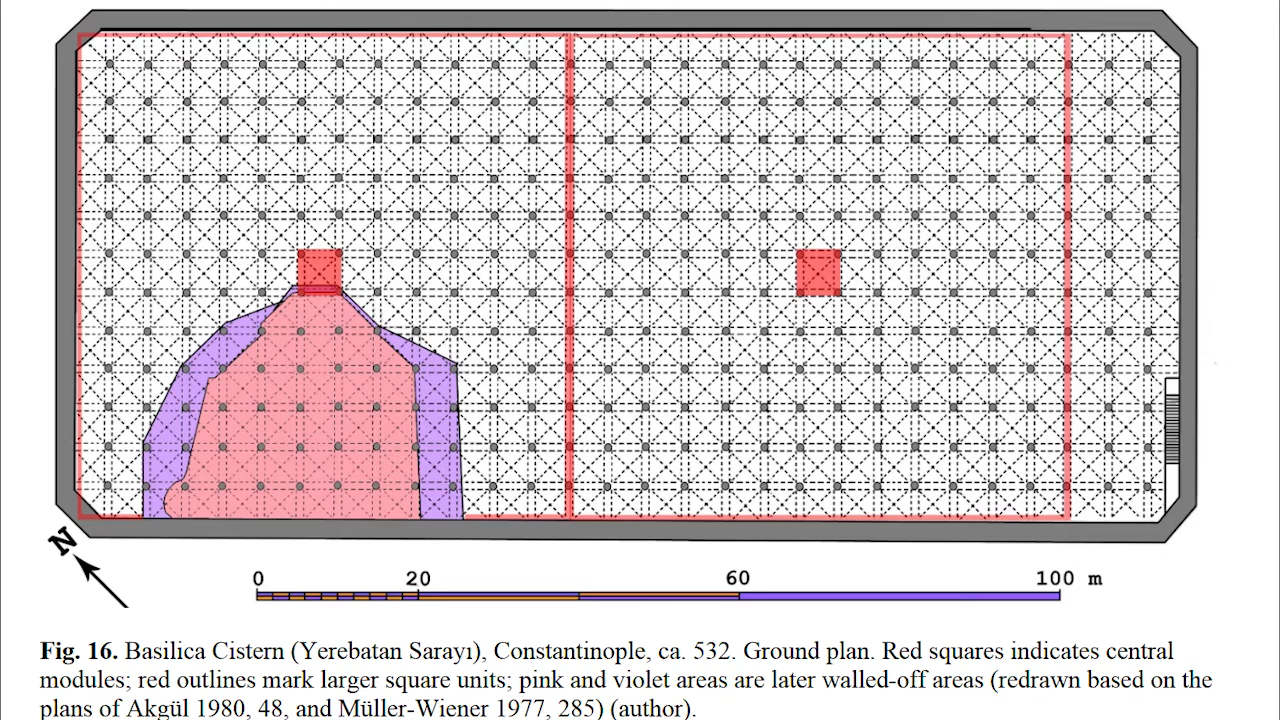 N
0 20 60 100 m
Fig. 16. Basilica Cistern (Yerebatan Sarayı), Constantinople, ca. 532. Ground plan. Red squares indicates central
modules; red outlines mark larger square units; pink and violet areas are later walled-off areas (redrawn based on the
plans of Akgül 1980, 48, and Müller-Wiener 1977, 285) (author).